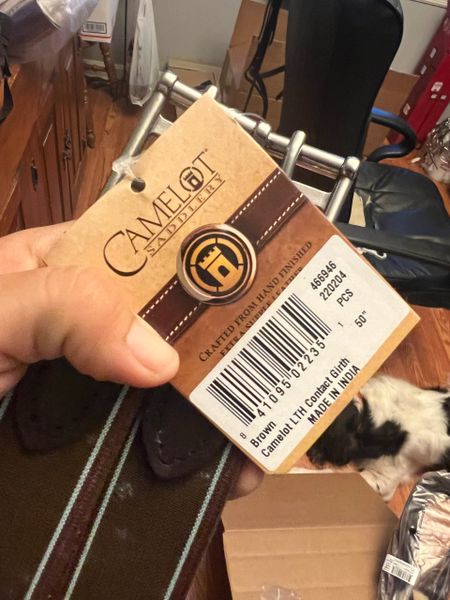 CAMELOT
SADDLERY
CRAFTED FROM HAND FINISHED
EXTRA SUPPLE LEATHER
466946
220204
PCS
1 50"
8 41095 02235
Brown
Camelot LTH Contact Girth
MADE IN INDIA